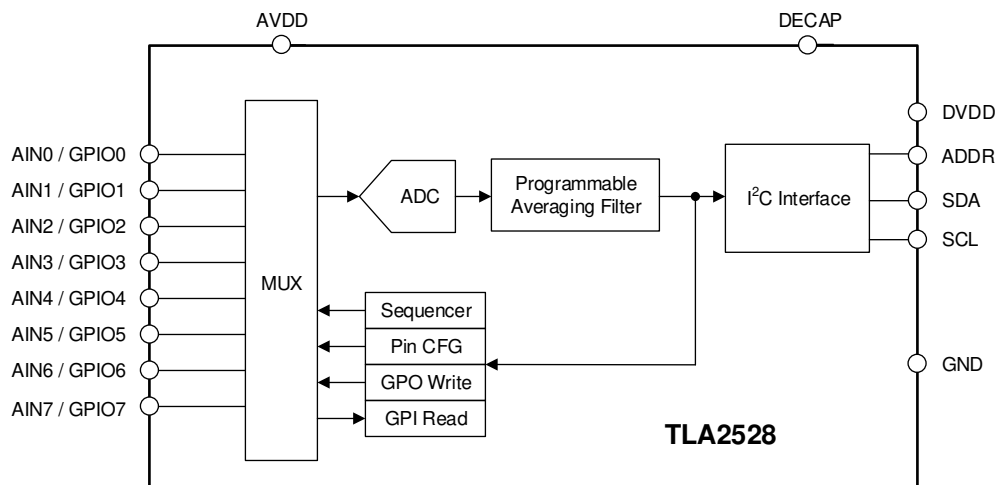 AVDD
DECAP
DVDD
AIN0 / GPIO0
AIN1 / GPIO1
AIN2 / GPIO2
AIN3 / GPIO3
AIN4 / GPIO4
AIN5 / GPIO5
AIN6 / GPIO6
AIN7 / GPIO7
MUX
ADC
Programmable
Averaging Filter
I²C Interface
ADDR
SDA
SCL
Sequencer
Pin CFG
GPO Write
GPI Read
GND
TLA2528